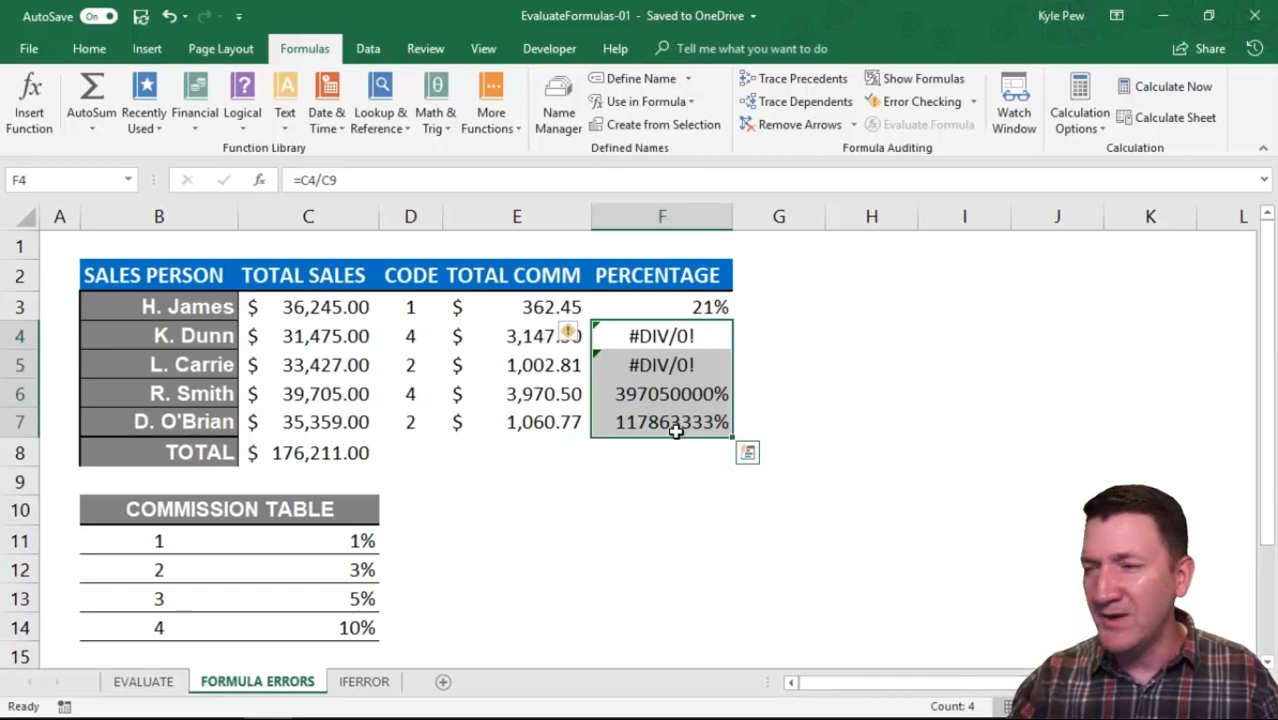 AutoSave On EvaluateFormulas-01 - Saved to OneDrive Kyle Pew
File Home Insert Page Layout Formulas Data Review View Developer Help Tell me what you want to do Share
Insert Function AutoSum Recently Used Financial Logical Text Date & Time Lookup & Reference Math & Trig More Functions
Function Library
Name Manager Define Name Use in Formula Create from Selection
Defined Names
Trace Precedents Show Formulas
Trace Dependents Error Checking
Remove Arrows Evaluate Formula
Formula Auditing
Watch Window
Calculation Options Calculate Now Calculate Sheet
Calculation
F4 fx =C4/C9
A B C D E F G H I J K L
1
2 SALES PERSON TOTAL SALES CODE TOTAL COMM PERCENTAGE
3 H. James $ 36,245.00 1 $ 362.45 21%
4 K. Dunn $ 31,475.00 4 $ #DIV/0!
5 L. Carrie $ 33,427.00 2 $ 1,002.81 #DIV/0!
6 R. Smith $ 39,705.00 4 $ 3,970.50 397050000%
7 D. O'Brian $ 35,359.00 2 $ 1,060.77 117863333%
8 TOTAL $ 176,211.00
9
10 COMMISSION TABLE
11 1 1%
12 2 3%
13 3 5%
14 4 10%
15
EVALUATE FORMULA ERRORS IFERROR
Ready Count: 4